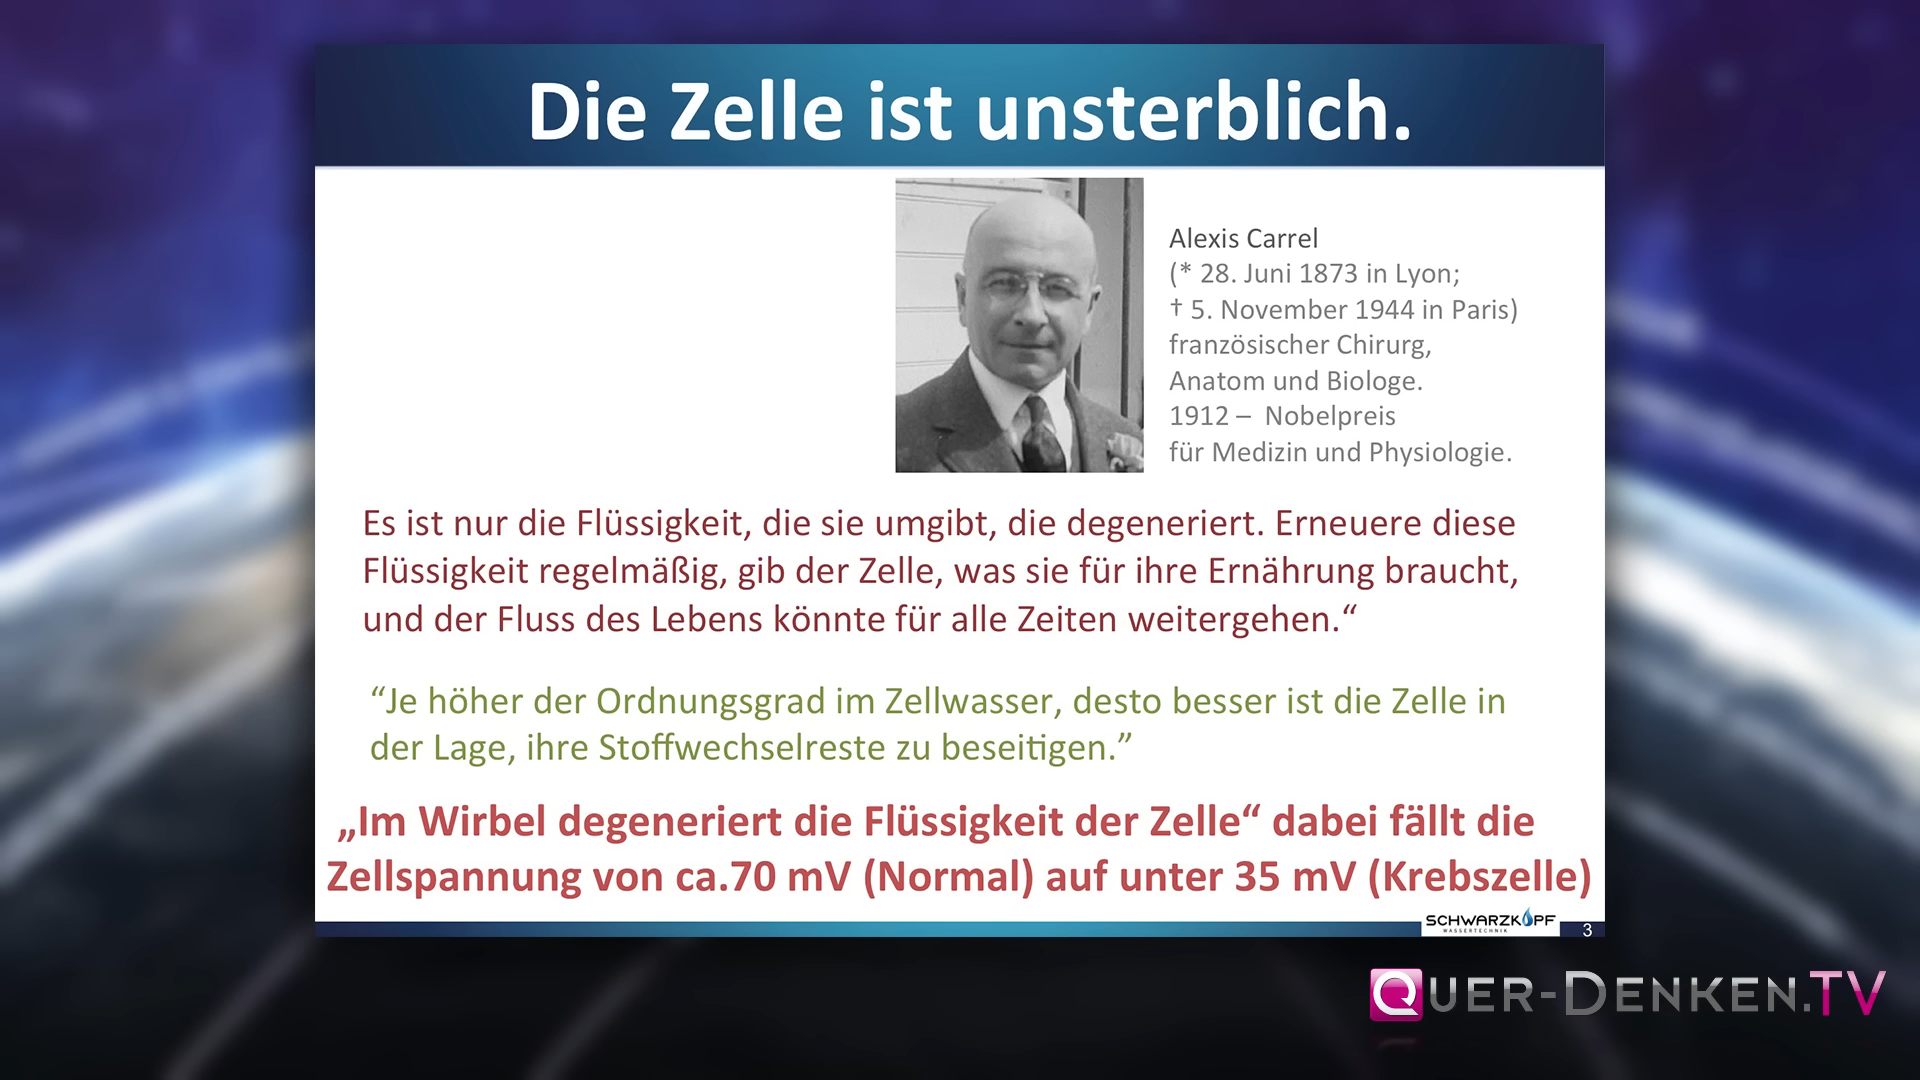 Die Zelle ist unsterblich.
Alexis Carrel
(* 28. Juni 1873 in Lyon;
† 5. November 1944 in Paris)
französischer Chirurg,
Anatom und Biologe.
1912 –  Nobelpreis
für Medizin und Physiologie.
Es ist nur die Flüssigkeit, die sie umgibt, die degeneriert. Erneuere diese
Flüssigkeit regelmäßig, gib der Zelle, was sie für ihre Ernährung braucht,
und der Fluss des Lebens könnte für alle Zeiten weitergehen.“
“Je höher der Ordnungsgrad im Zellwasser, desto besser ist die Zelle in
der Lage, ihre Stoffwechselreste zu beseitigen.”
„Im Wirbel degeneriert die Flüssigkeit der Zelle“ dabei fällt die
Zellspannung von ca.70 mV (Normal) auf unter 35 mV (Krebszelle)
SCHWARZKOPF
WASSERTECHNIK
3
QUER-DENKEN.TV